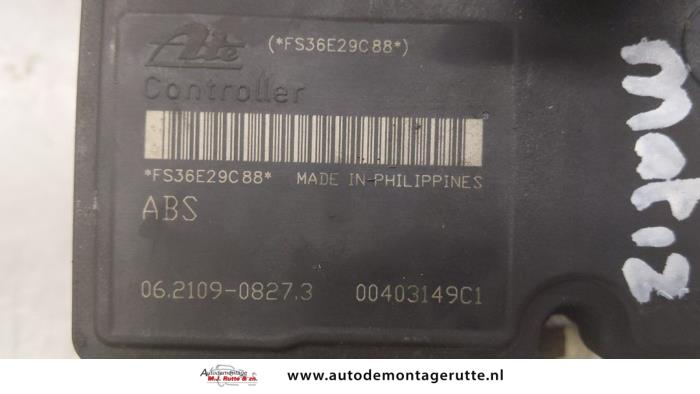 Ate (*FS36E29C88*)
Controller
*FS36E29C88* MADE IN PHILIPPINES
ABS
06.2109-0827.3 00403149C1
matiz
Autodemontage
M.J. Rutte & zn.
www.autodemontagerutte.nl